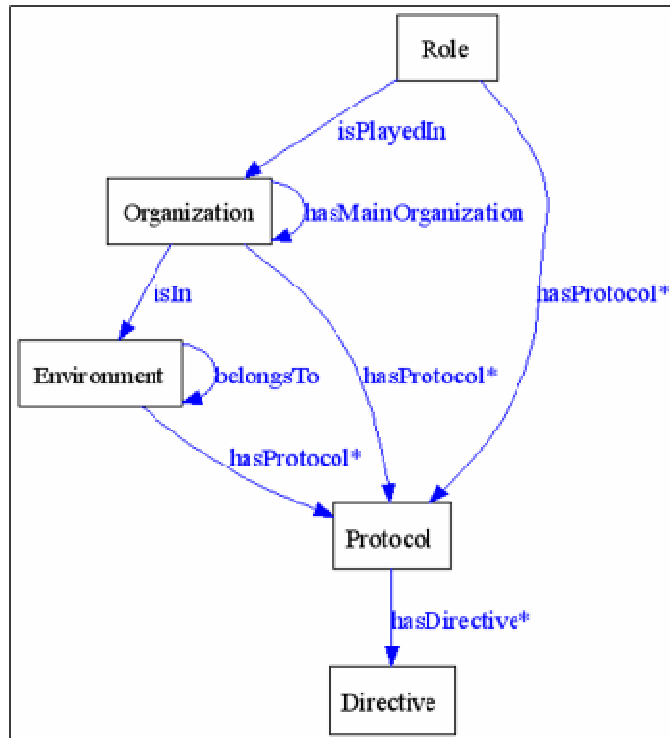 Role
isPlayedIn
Organization
hasMainOrganization
isIn
hasProtocol*
Environment
belongsTo
hasProtocol*
hasProtocol*
Protocol
hasDirective*
Directive